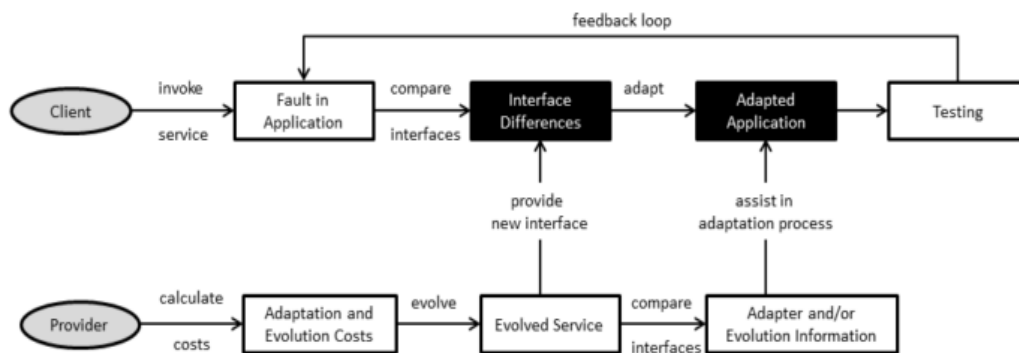 feedback loop
Client
invoke
service
Fault in
Application
compare
interfaces
Interface
Differences
adapt
Adapted
Application
Testing
provide
new interface
assist in
adaptation process
Provider
calculate
costs
Adaptation and
Evolution Costs
evolve
Evolved Service
compare
interfaces
Adapter and/or
Evolution Information